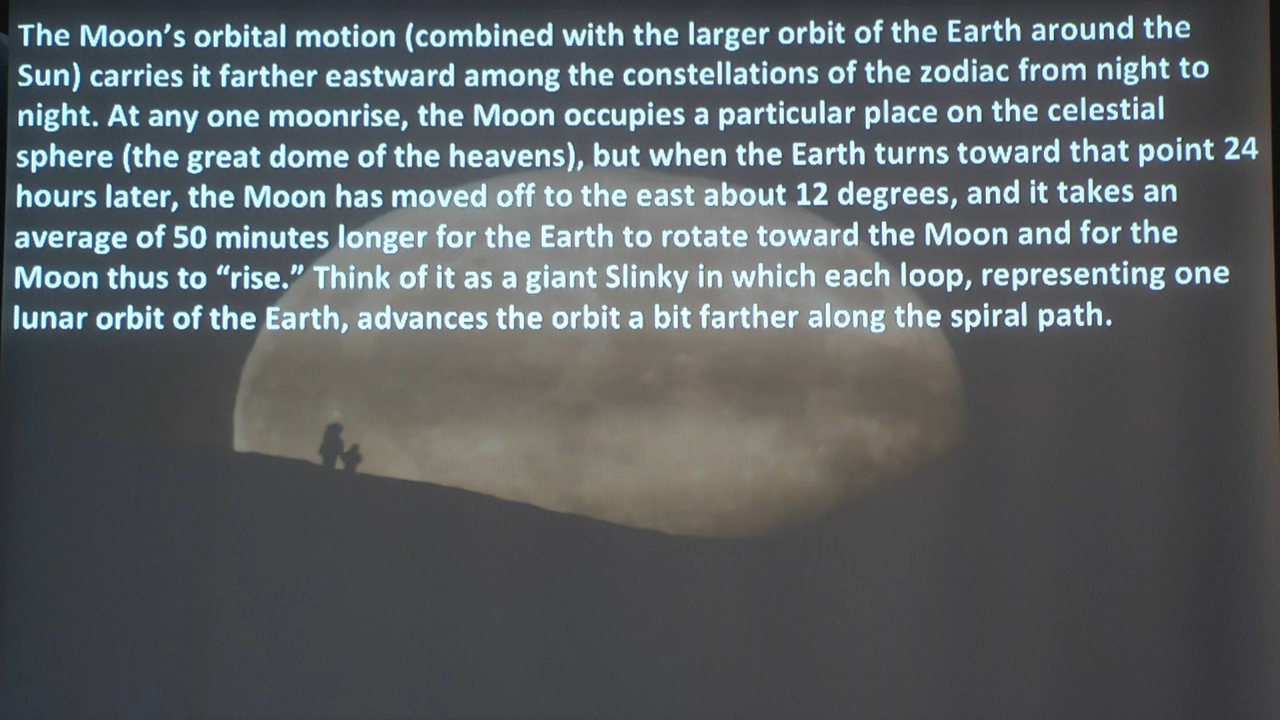 The Moon’s orbital motion (combined with the larger orbit of the Earth around the
Sun) carries it farther eastward among the constellations of the zodiac from night to
night. At any one moonrise, the Moon occupies a particular place on the celestial
sphere (the great dome of the heavens), but when the Earth turns toward that point 24
hours later, the Moon has moved off to the east about 12 degrees, and it takes an
average of 50 minutes longer for the Earth to rotate toward the Moon and for the
Moon thus to “rise.” Think of it as a giant Slinky in which each loop, representing one
lunar orbit of the Earth, advances the orbit a bit farther along the spiral path.